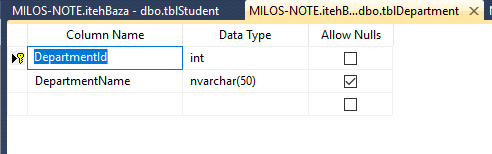 MILOS-NOTE.itehBaza - dbo.tblStudent MILOS-NOTE.itehB...dbo.tblDepartment
Column Name Data Type Allow Nulls
DepartmentId int
DepartmentName nvarchar(50)